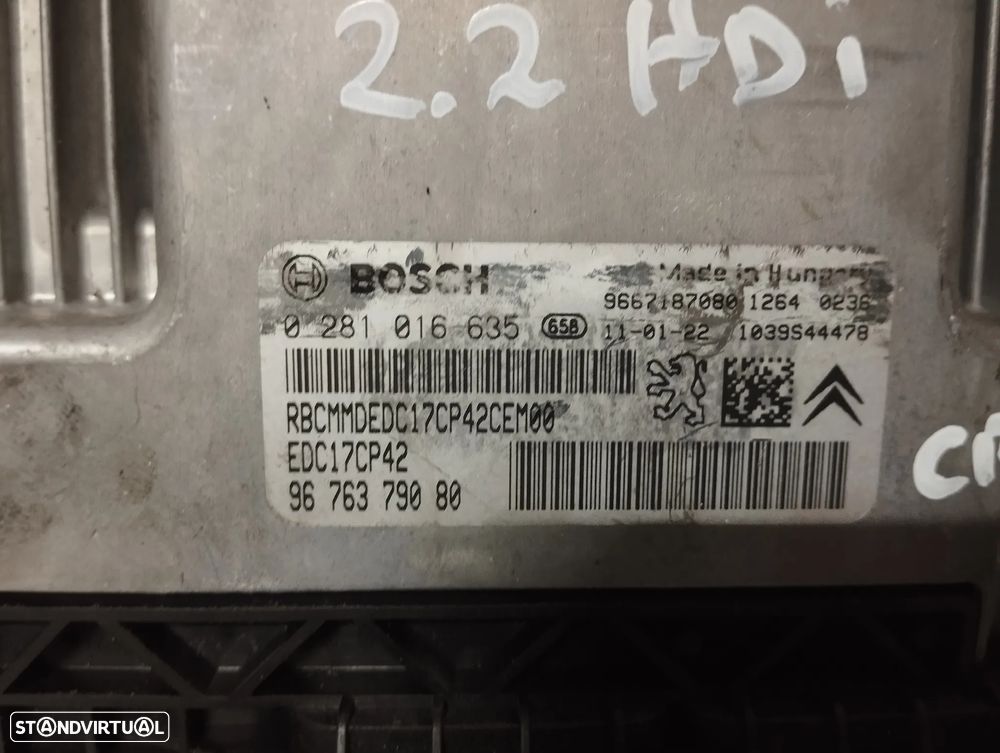 2.2 HDi
BOSCH
Made in Hungary
9667187080 1264 0236
0 281 016 635 658 11-01-22 1039S44478
RBCMMDEDC17CP42CEM00
EDC17CP42
96 763 790 80
STANDVIRTUAL